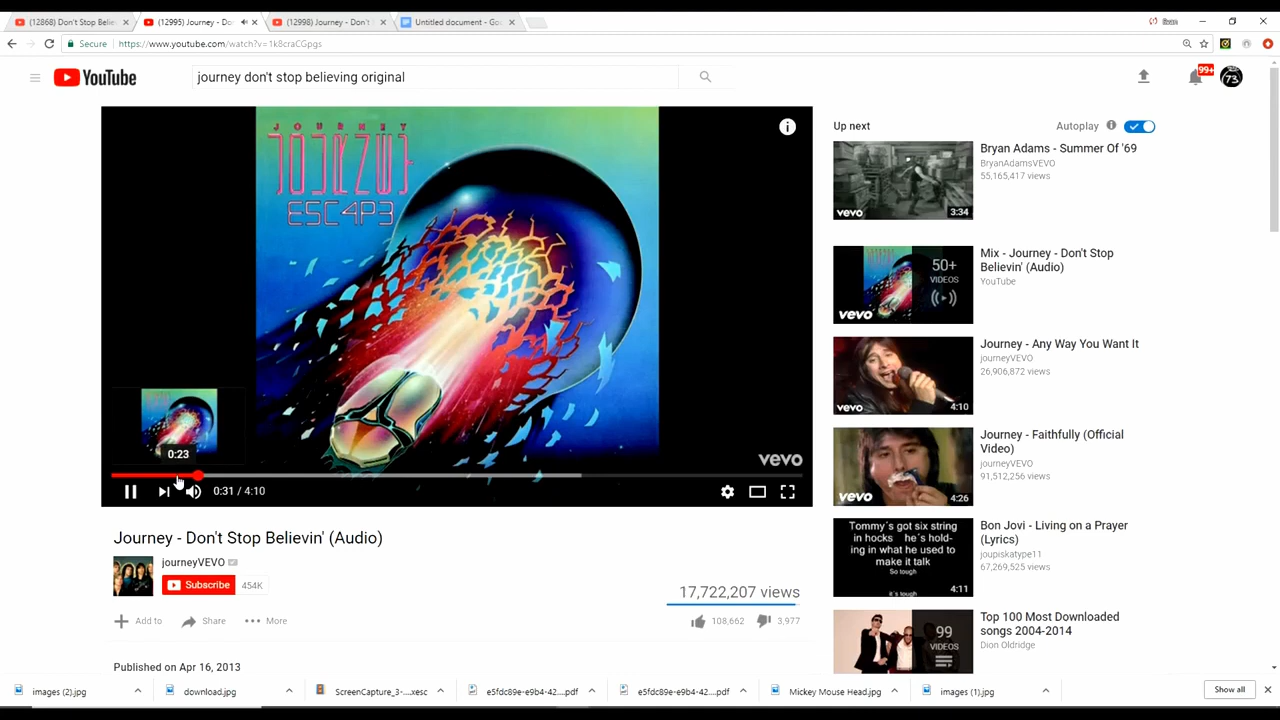 (12868) Don't Stop Belie
(12995) Journey - Do
(12998) Journey - Don't
Untitled document - Go
Secure
https://www.youtube.com/watch?v=1k8craCGpgs
YouTube
journey don't stop believing original
99+
73
JOURNEY
ESC4P3
0:23
vevo
0:31 / 4:10
Journey - Don't Stop Believin' (Audio)
journeyVEVO
Subscribe 454K
17,722,207 views
Add to Share More
108,662 3,977
Published on Apr 16, 2013
Up next
Autoplay
vevo
3:34
Bryan Adams - Summer Of '69
BryanAdamsVEVO
55,165,417 views
50+
VIDEOS
vevo
Mix - Journey - Don't Stop
Believin' (Audio)
YouTube
vevo
4:10
Journey - Any Way You Want It
journeyVEVO
26,906,872 views
4:26
Journey - Faithfully (Official
Video)
journeyVEVO
91,512,256 views
Tommy's got six string
in hocks he's hold-
ing in what he used to
make it talk
So tough
it's tough
4:11
Bon Jovi - Living on a Prayer
(Lyrics)
joupiskatype11
67,269,525 views
99
VIDEOS
Top 100 Most Downloaded
songs 2004-2014
Dion Oldridge
images (2).jpg
download.jpg
ScreenCapture_3-....xesc
e5fdc89e-e9b4-42....pdf
e5fdc89e-e9b4-42....pdf
Mickey Mouse Head.jpg
images (1).jpg
Show all